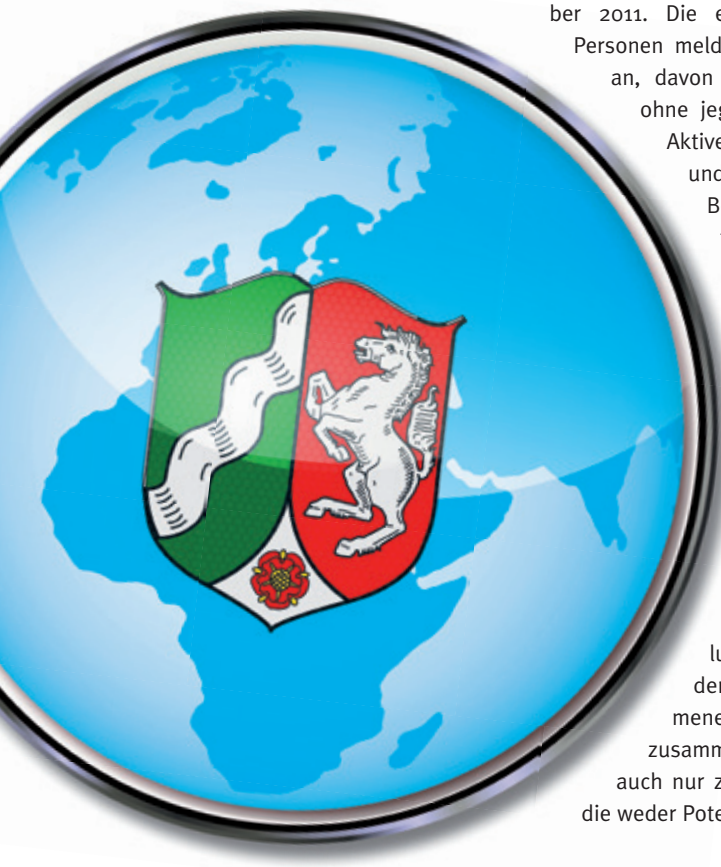 ber 2011. Die e
Personen meld
an, davon
ohne jeg
Aktive
und
B
lu
der
mene
zusamm
auch nur z
die weder Pote